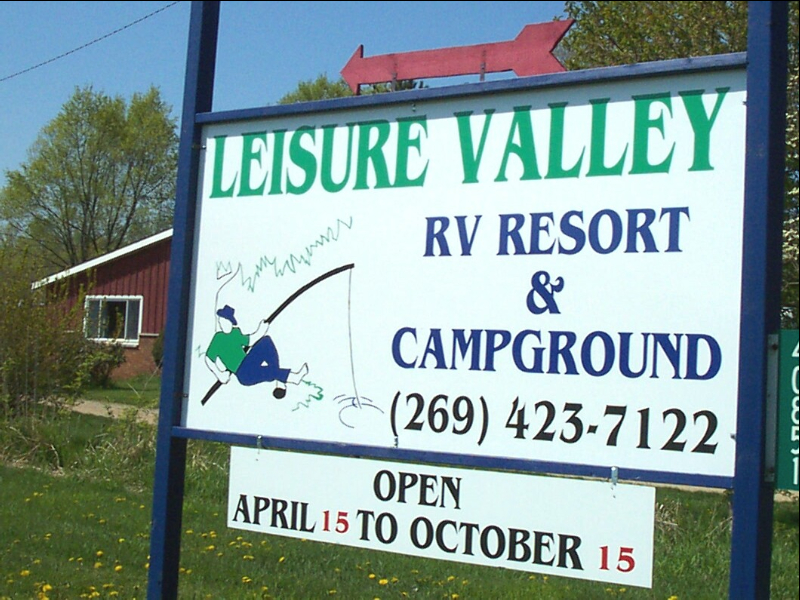 LEISURE VALLEY
RV RESORT
&
CAMPGROUND
(269) 423-7122
OPEN
APRIL 15 TO OCTOBER 15